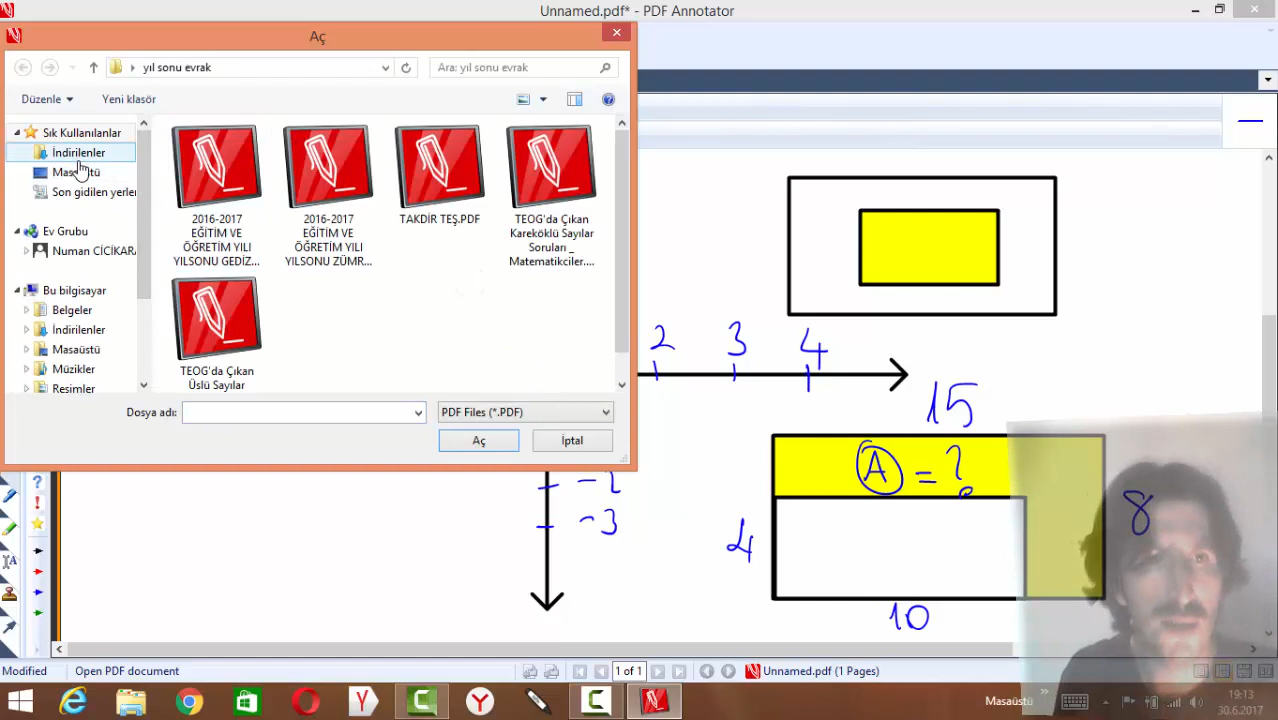 Unnamed.pdf* - PDF Annotator
Aç
yıl sonu evrak
Ara: yıl sonu evrak
Düzenle
Yeni klasör
Sık Kullanılanlar
İndirilenler
Masaüstü
Son gidilen yerler
Ev Grubu
Numan CİCİKARA
Bu bilgisayar
Belgeler
İndirilenler
Masaüstü
Müzikler
Resimler
2016-2017
EĞİTİM VE
ÖĞRETİM YILI
YILSONU GEDİZ...
2016-2017
EĞİTİM VE
ÖĞRETİM YILI
YILSONU ZÜMR...
TAKDİR TEŞ.PDF
TEOG'da Çıkan
Kareköklü Sayılar
Soruları _
Matematikciler....
TEOG'da Çıkan
Üslü Sayılar
Dosya adı:
PDF Files (*.PDF)
Aç
İptal
2 3 4
-2
-3
15
A = ?
8
4
10
Modified
Open PDF document
1 of 1
Unnamed.pdf (1 Pages)
Masaüstü
19:13
30.6.2017